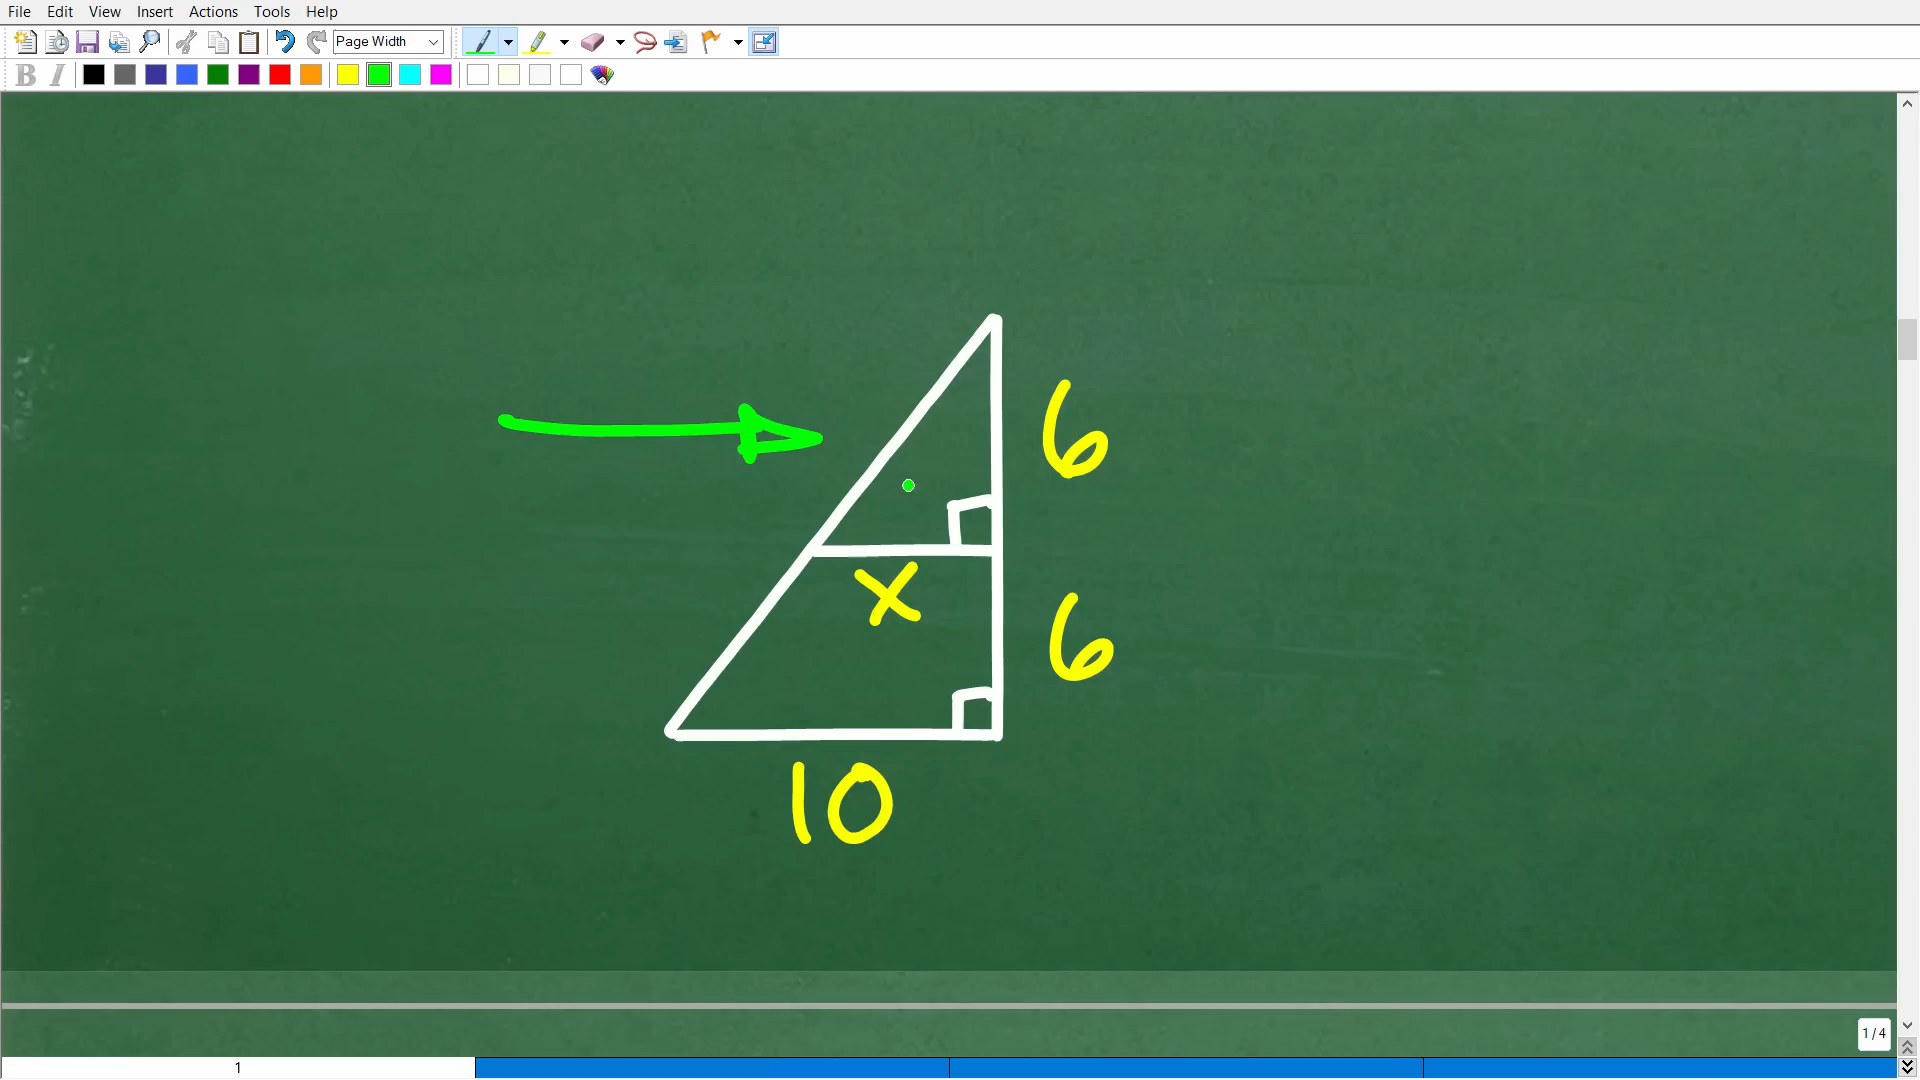 File Edit View Insert Actions Tools Help
Page Width
B I
6
x
6
10
1 / 4
1